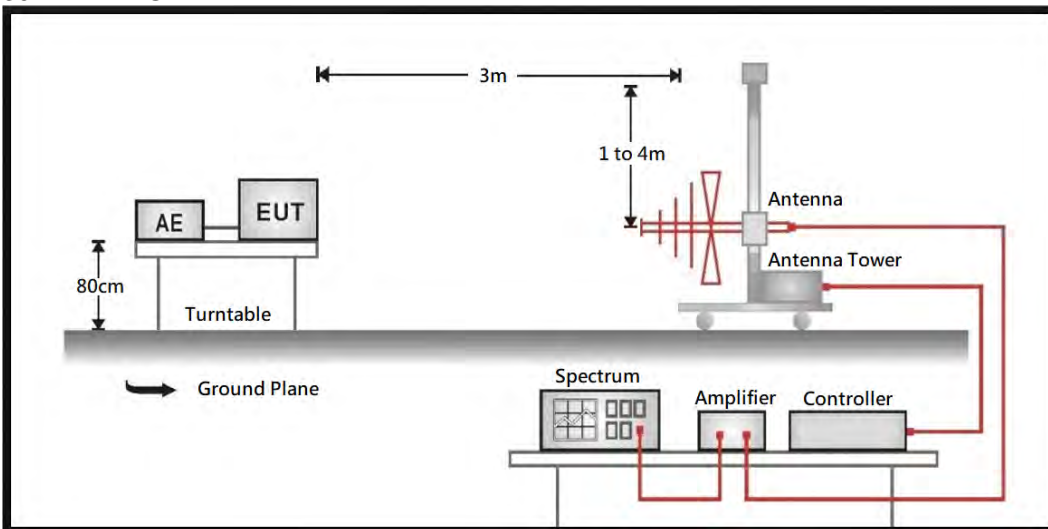 3m
1 to 4m
AE
EUT
Antenna
Antenna Tower
80cm
Turntable
Ground Plane
Spectrum
Amplifier
Controller